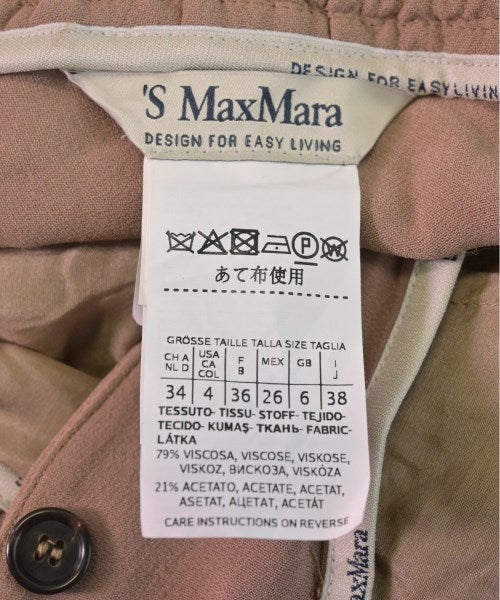 DESIGN FOR EASY LIVIN
'S MaxMara
DESIGN FOR EASY LIVING
P W
あて布使用
GRÖSSE TAILLE TALLA SIZE TAGLIA
CH A NL D USA CA COL F B MEX GB I J
34 4 36 26 6 38
TESSUTO- TISSU- STOFF- TEJIDO-
TECIDO- KUMAŞ- ТКАНЬ- FABRIC-
LÁTKA
79% VISCOSA, VISCOSE, VISKOSE,
VISKOZ, ВИСКОЗА, VISKÓZA
21% ACETATO, ACETATE, ACETAT,
ASETAT, АЦЕТАТ, ACETÁT
CARE INSTRUCTIONS ON REVERSE
MaxMara